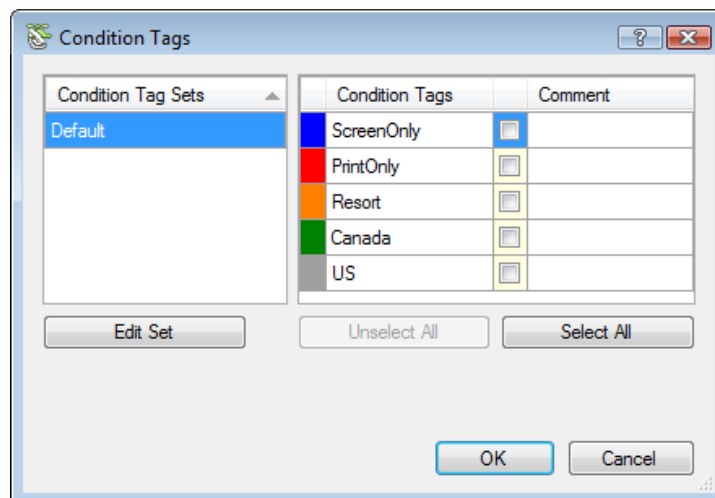 Condition Tags
Condition Tag Sets
Default
Condition Tags Comment
ScreenOnly
PrintOnly
Resort
Canada
US
Edit Set
Unselect All
Select All
OK
Cancel